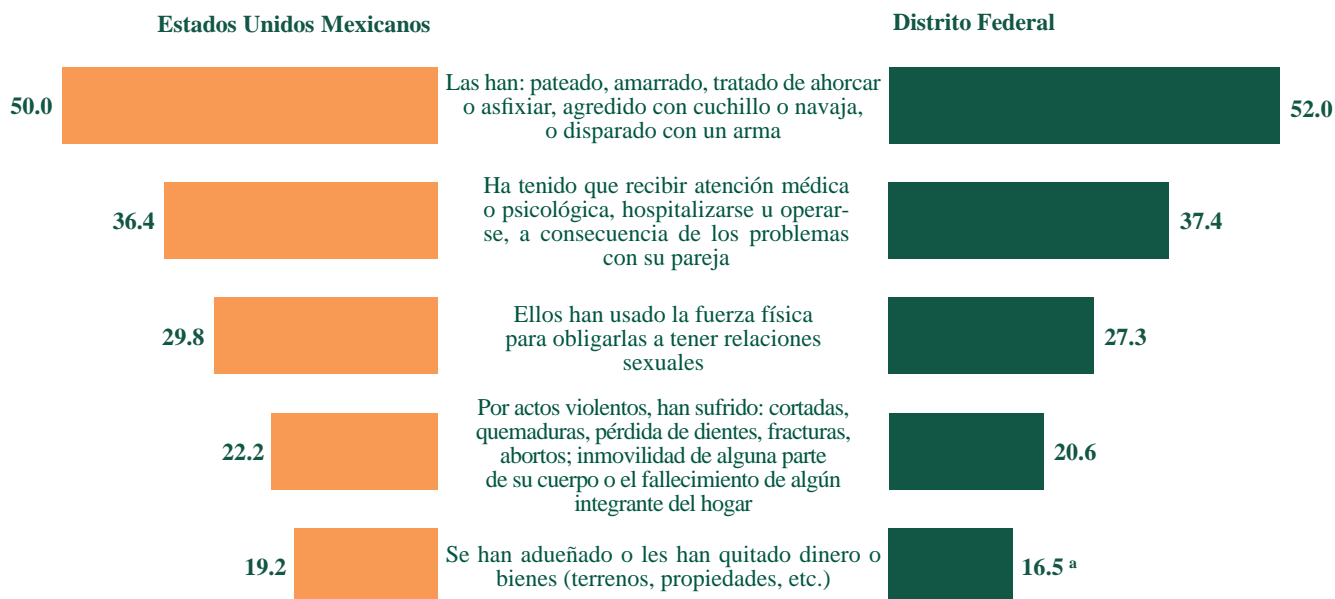 Estados Unidos Mexicanos
Distrito Federal
50.0
Las han: pateado, amarrado, tratado de ahorcar
o asfixiar, agredido con cuchillo o navaja,
o disparado con un arma
52.0
36.4
Ha tenido que recibir atención médica
o psicológica, hospitalizarse u operar-
se, a consecuencia de los problemas
con su pareja
37.4
29.8
Ellos han usado la fuerza física
para obligarlas a tener relaciones
sexuales
27.3
22.2
Por actos violentos, han sufrido: cortadas,
quemaduras, pérdida de dientes, fracturas,
abortos; inmovilidad de alguna parte
de su cuerpo o el fallecimiento de algún
integrante del hogar
20.6
19.2
Se han adueñado o les han quitado dinero o
bienes (terrenos, propiedades, etc.)
16.5 a